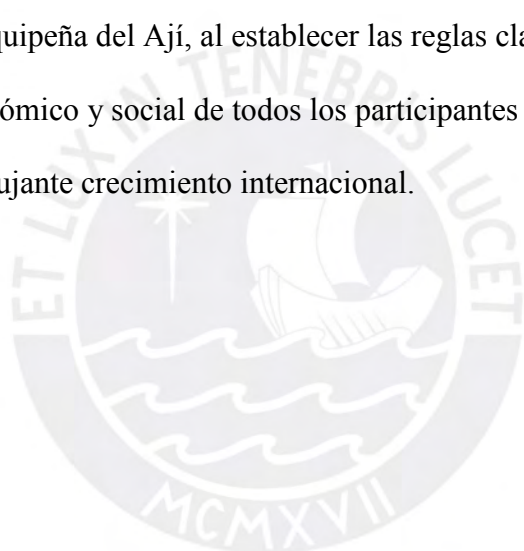 quipeña del Ají, al establecer las reglas cla
ómico y social de todos los participantes
ujante crecimiento internacional.
ET LUX IN TENEBRIS LUCET
MCMXVII